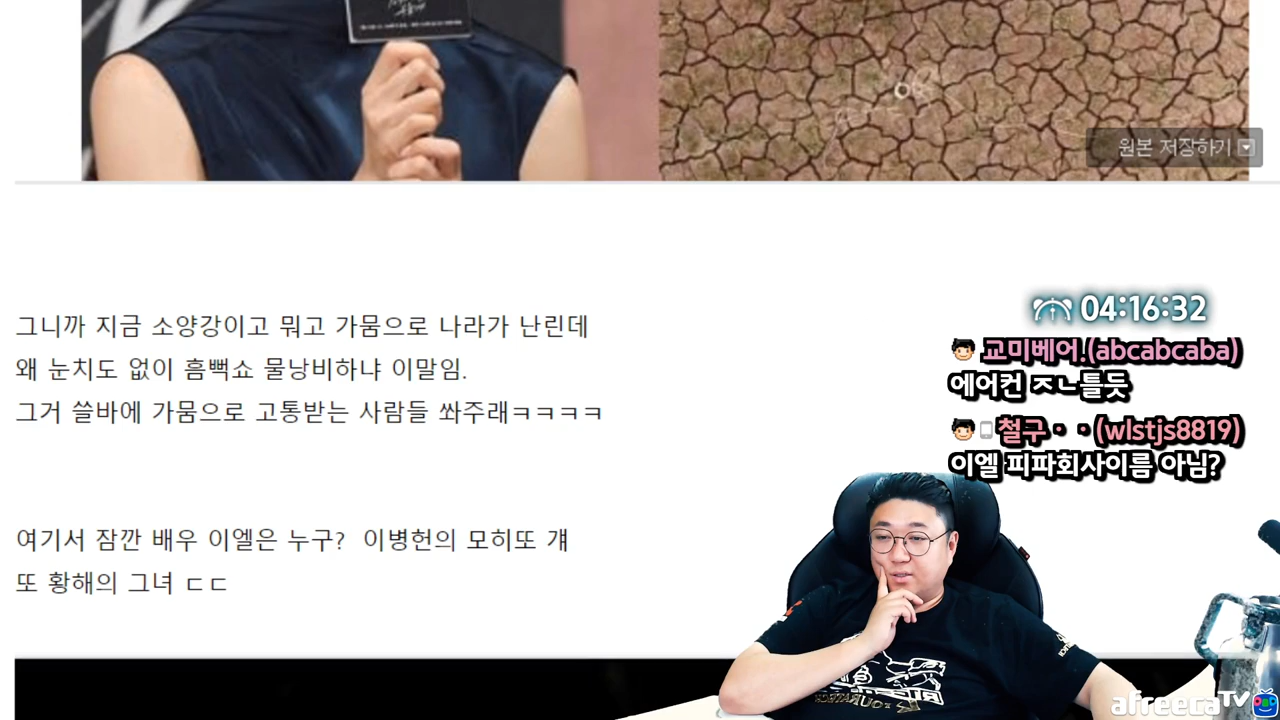 원본 저장하기
그니까 지금 소양강이고 뭐고 가뭄으로 나라가 난린데
왜 눈치도 없이 흠뻑쇼 물낭비하냐 이말임.
그거 쓸바에 가뭄으로 고통받는 사람들 쏴주래ㅋㅋㅋㅋ
여기서 잠깐 배우 이엘은 누구? 이병헌의 모히또 걔
또 황해의 그녀 ㄷㄷ
04:16:32
교미베어.(abcabcaba)
에어컨 ㅈㄴ틀듯
철구··(wlstjs8819)
이엘 피파회사이름 아님?
afreecaTV